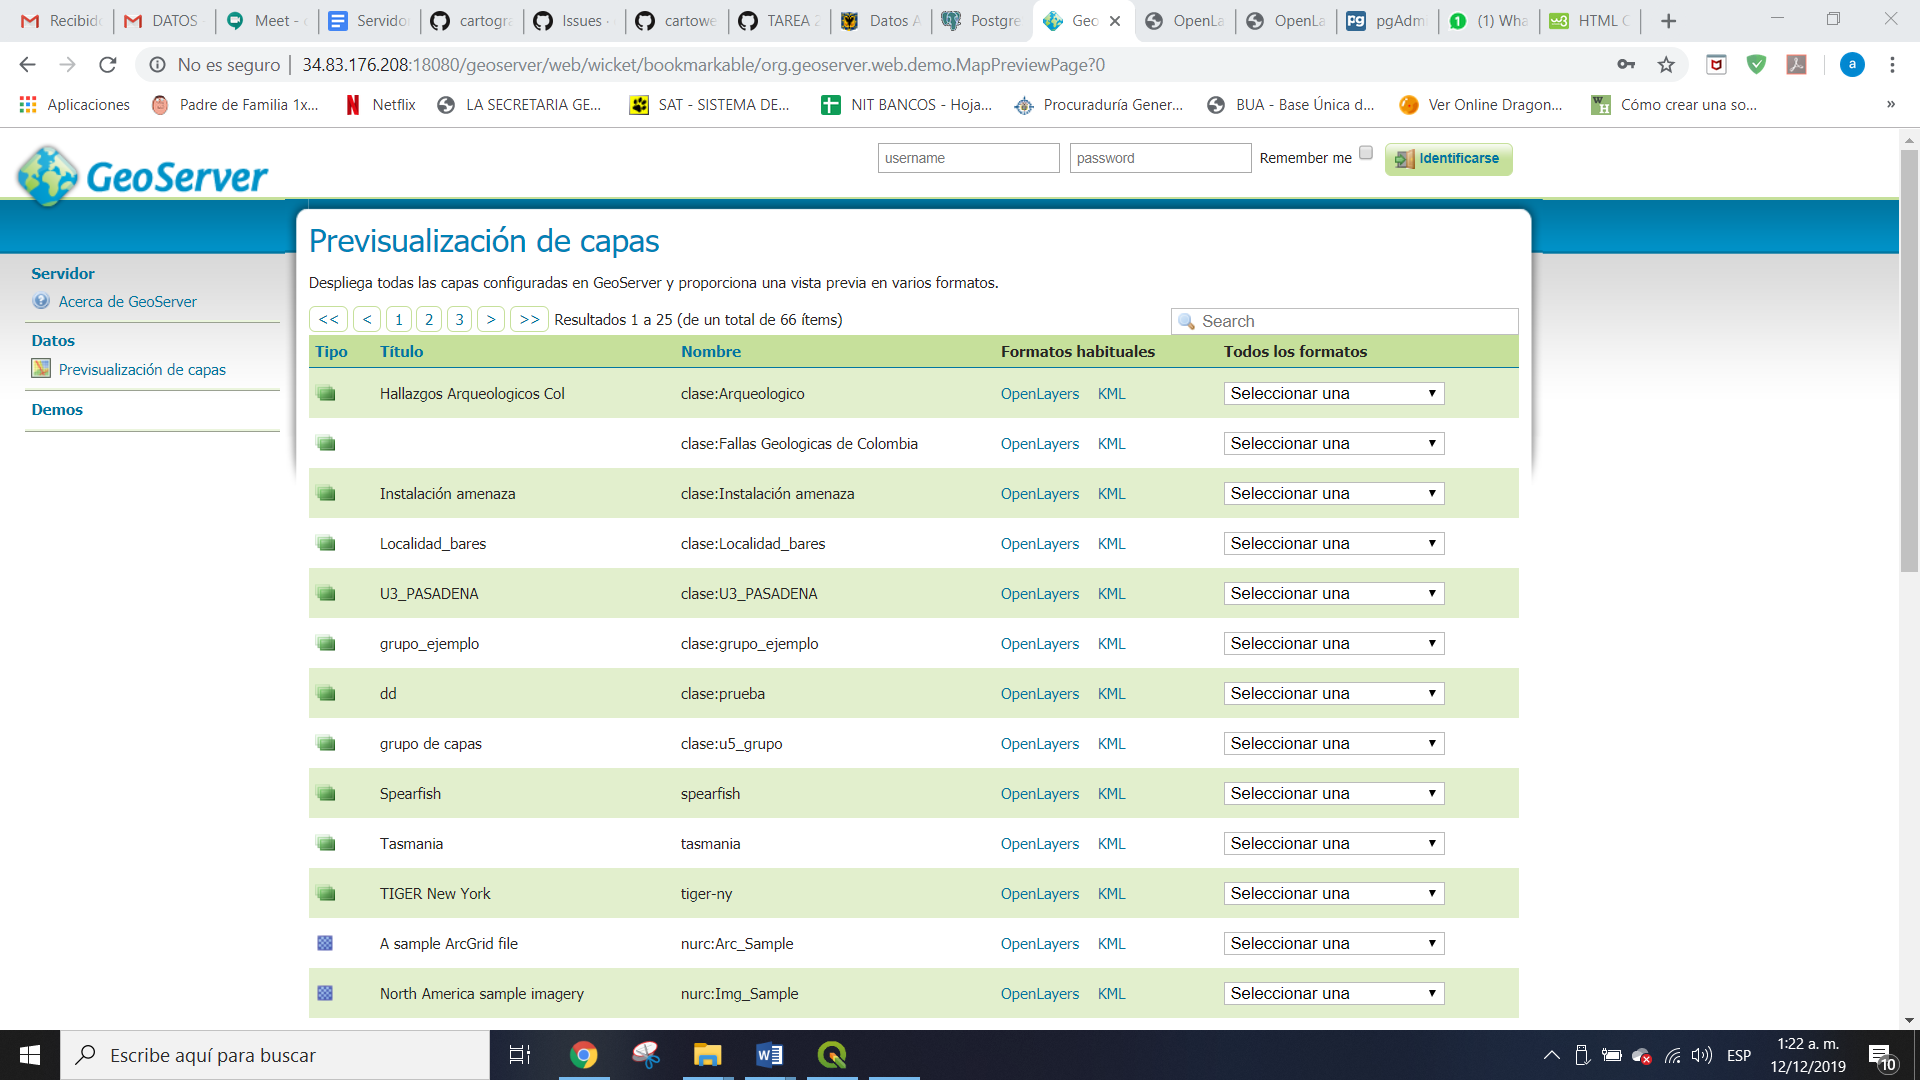 Recibid
DATOS
Meet -
Servido
cartogra
Issues ·
cartowe
TAREA 2
Datos A
Postgre
Geo
OpenLa
OpenLa
pgAdm
(1) Wha
HTML C
No es seguro
34.83.176.208:18080/geoserver/web/wicket/bookmarkable/org.geoserver.web.demo.MapPreviewPage?0
a
Aplicaciones
Padre de Familia 1x...
Netflix
LA SECRETARIA GE...
SAT - SISTEMA DE...
NIT BANCOS - Hoja...
Procuraduría Gener...
BUA - Base Única d...
Ver Online Dragon...
Cómo crear una so...
»
GeoServer
username
password
Remember me
Identificarse
Servidor
Acerca de GeoServer
Datos
Previsualización de capas
Demos
Previsualización de capas
Despliega todas las capas configuradas en GeoServer y proporciona una vista previa en varios formatos.
<< < 1 2 3 > >> Resultados 1 a 25 (de un total de 66 ítems)
Search
Tipo Título Nombre Formatos habituales Todos los formatos
Hallazgos Arqueologicos Col clase:Arqueologico OpenLayers KML Seleccionar una
clase:Fallas Geologicas de Colombia OpenLayers KML Seleccionar una
Instalación amenaza clase:Instalación amenaza OpenLayers KML Seleccionar una
Localidad_bares clase:Localidad_bares OpenLayers KML Seleccionar una
U3_PASADENA clase:U3_PASADENA OpenLayers KML Seleccionar una
grupo_ejemplo clase:grupo_ejemplo OpenLayers KML Seleccionar una
dd clase:prueba OpenLayers KML Seleccionar una
grupo de capas clase:u5_grupo OpenLayers KML Seleccionar una
Spearfish spearfish OpenLayers KML Seleccionar una
Tasmania tasmania OpenLayers KML Seleccionar una
TIGER New York tiger-ny OpenLayers KML Seleccionar una
A sample ArcGrid file nurc:Arc_Sample OpenLayers KML Seleccionar una
North America sample imagery nurc:Img_Sample OpenLayers KML Seleccionar una
Escribe aquí para buscar
ESP
1:22 a. m.
12/12/2019
10